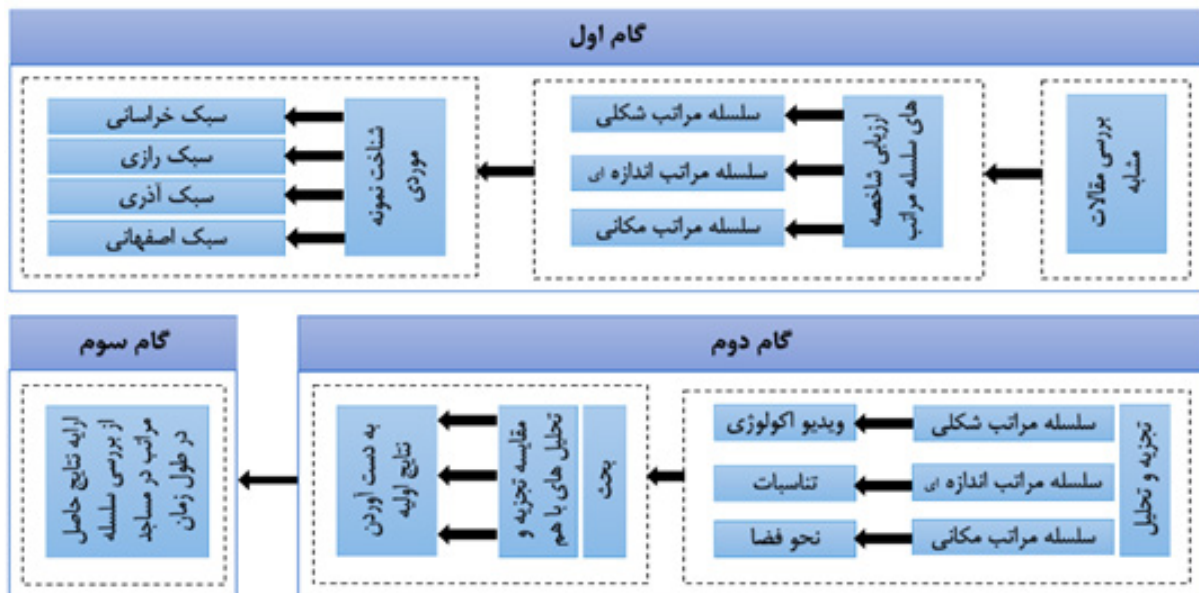 گام اول
بررسی مقالات
مشابه
ارزیابی شاخصه
های سلسله مراتب
سلسله مراتب شکلی
سلسله مراتب اندازه ای
سلسله مراتب مکانی
شناخت نمونه
موردی
سبک خراسانی
سبک رازی
سبک آذری
سبک اصفهانی
گام دوم
تجزیه و تحلیل
سلسله مراتب شکلی
ویدیو اکولوژی
سلسله مراتب اندازه ای
تناسبات
سلسله مراتب مکانی
نحو فضا
بحث
مقایسه تجزیه و
تحلیل های با هم
به دست آوردن
نتایج اولیه
گام سوم
ارایه نتایج حاصل
از بررسی سلسله
مراتب در مساجد
در طول زمان